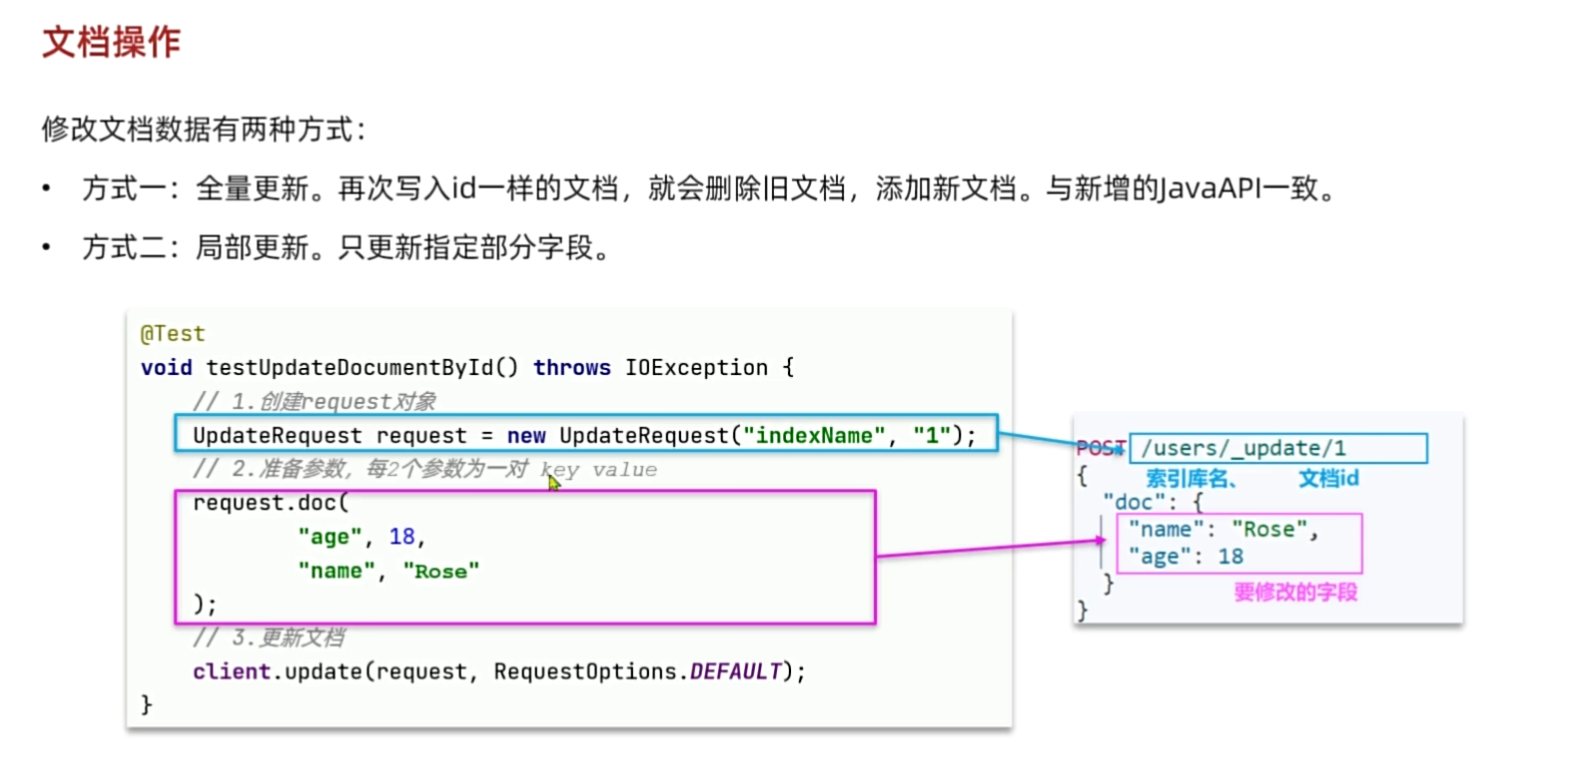 文档操作
修改文档数据有两种方式：
• 方式一：全量更新。再次写入id一样的文档，就会删除旧文档，添加新文档。与新增的JavaAPI一致。
• 方式二：局部更新。只更新指定部分字段。
@Test
void testUpdateDocumentById() throws IOException {
// 1.创建request对象
UpdateRequest request = new UpdateRequest("indexName", "1");
// 2.准备参数，每2个参数为一对 key value
request.doc(
"age", 18,
"name", "Rose"
);
// 3.更新文档
client.update(request, RequestOptions.DEFAULT);
}
POST /users/_update/1
{ 索引库名、 文档id
"doc": {
"name": "Rose",
"age": 18
}
要修改的字段
}